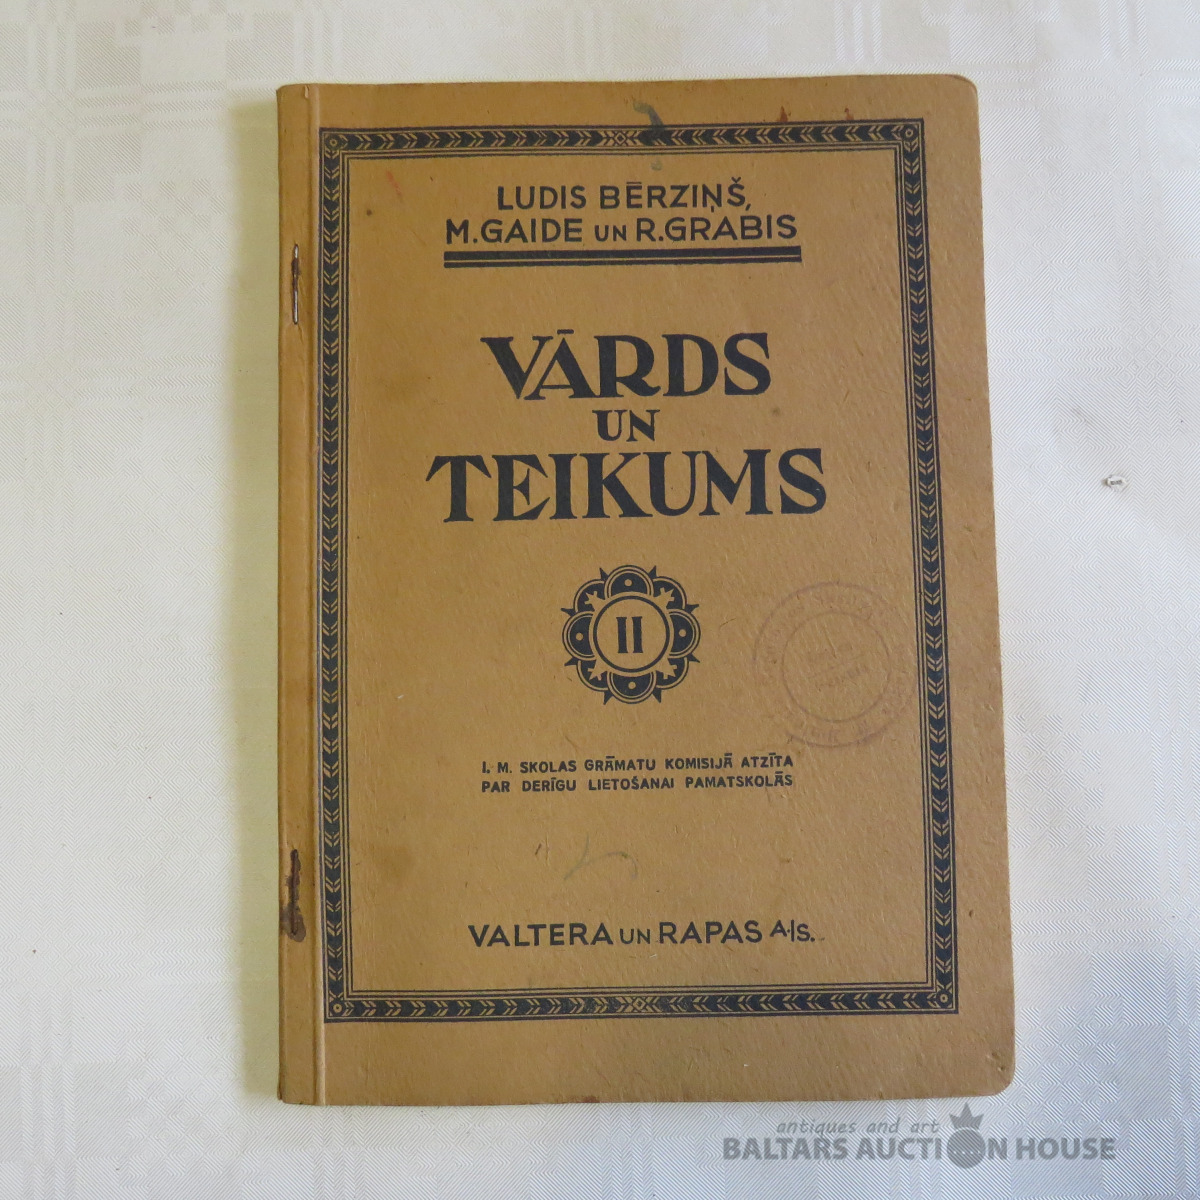 LUDIS BĒRZIŅŠ,
M. GAIDE UN R. GRABIS
VĀRDS
UN
TEIKUMS
II
I. M. SKOLAS GRĀMATU KOMISIJĀ ATZĪTA
PAR DERĪGU LIETOŠANAI PAMATSKOLĀS
VALTERA UN RAPAS A./S.
antiques and art
BALTARS AUCTION HOUSE